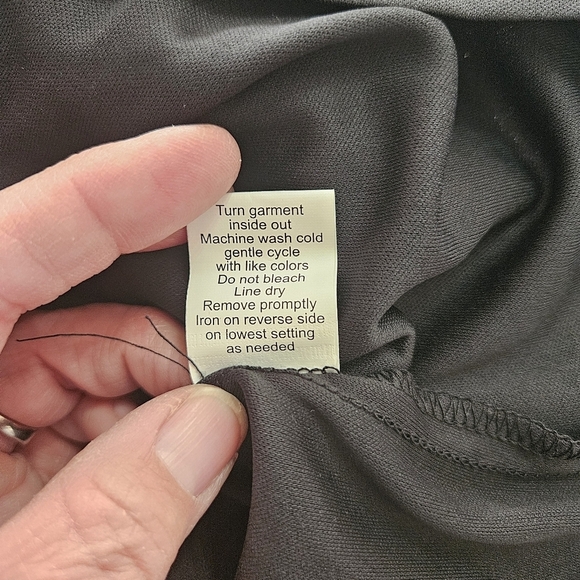 Turn garment
inside out
Machine wash cold
gentle cycle
with like colors
Do not bleach
Line dry
Remove promptly
Iron on reverse side
on lowest setting
as needed